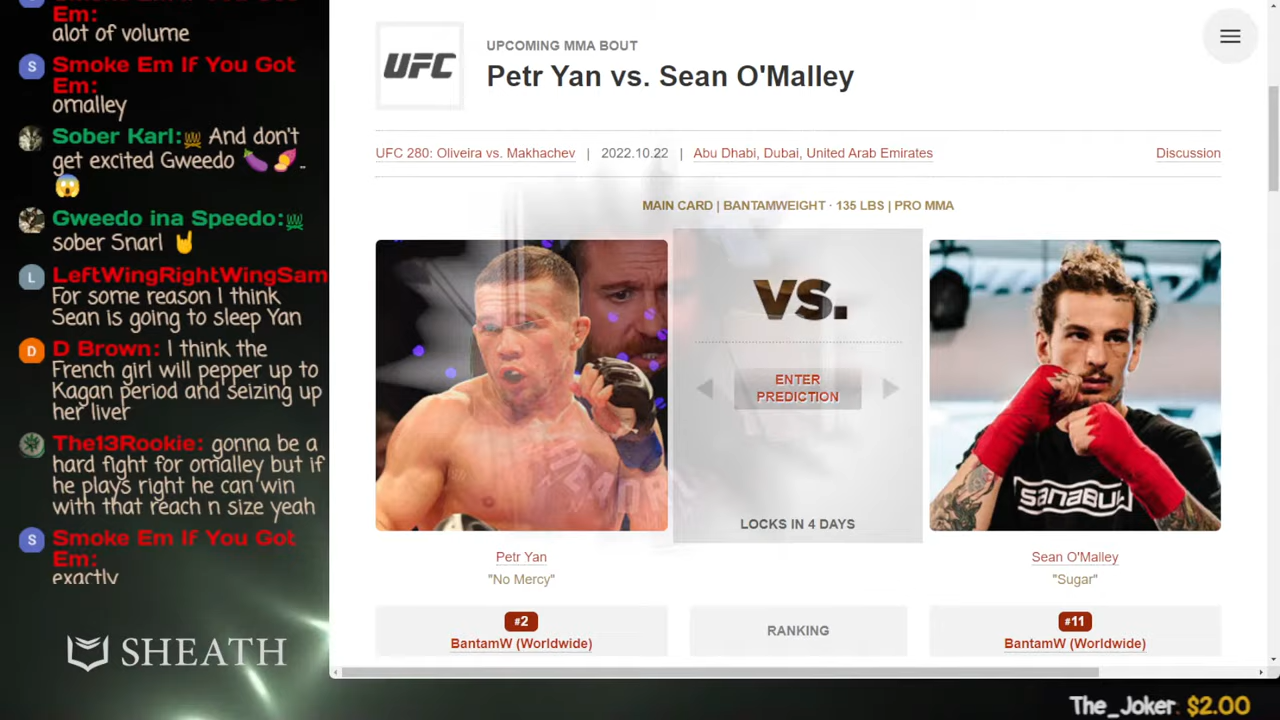 Em:
alot of volume
Smoke Em If You Got
Em:
omalley
Sober Karl: And don't
get excited Gweedo
Gweedo ina Speedo:
sober Snarl
LeftWingRightWingSam
For some reason I think
Sean is going to sleep Yan
D Brown: I think the
French girl will pepper up to
Kagan period and seizing up
her liver
The13Rookie: gonna be a
hard fight for omalley but if
he plays right he can win
with that reach n size yeah
Smoke Em If You Got
Em:
exactly
SHEATH
UFC
UPCOMING MMA BOUT
Petr Yan vs. Sean O'Malley
UFC 280: Oliveira vs. Makhachev | 2022.10.22 | Abu Dhabi, Dubai, United Arab Emirates
Discussion
MAIN CARD | BANTAMWEIGHT · 135 LBS | PRO MMA
VS.
ENTER
PREDICTION
LOCKS IN 4 DAYS
SANABUL
Petr Yan
"No Mercy"
Sean O'Malley
"Sugar"
#2
BantamW (Worldwide)
RANKING
#11
BantamW (Worldwide)
The_Joker: $2.00